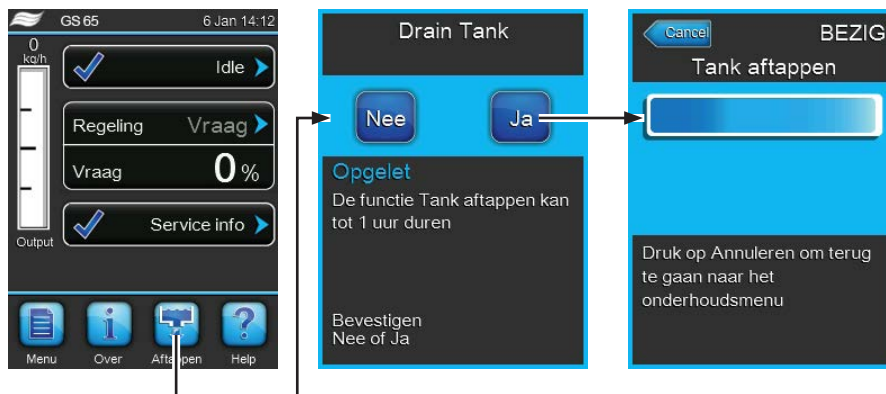 GS 65
6 Jan 14:12
0
kg/h
Idle
Regeling
Vraag
Vraag
0 %
Service info
Output
Menu
Over
Aftappen
Help
Drain Tank
Nee
Ja
Opgelet
De functie Tank aftappen kan
tot 1 uur duren
Bevestigen
Nee of Ja
Cancel
BEZIG
Tank aftappen
Druk op Annuleren om terug
te gaan naar het
onderhoudsmenu